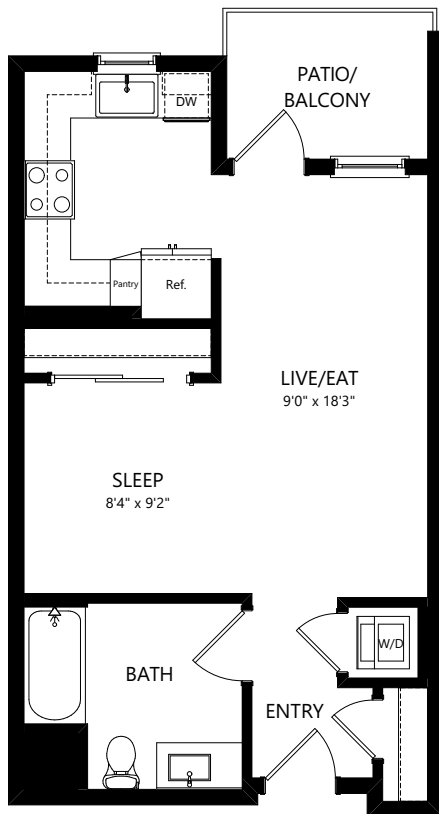 PATIO/
BALCONY
DW
Pantry
Ref.
LIVE/EAT
9'0" x 18'3"
SLEEP
8'4" x 9'2"
W/D
BATH
ENTRY